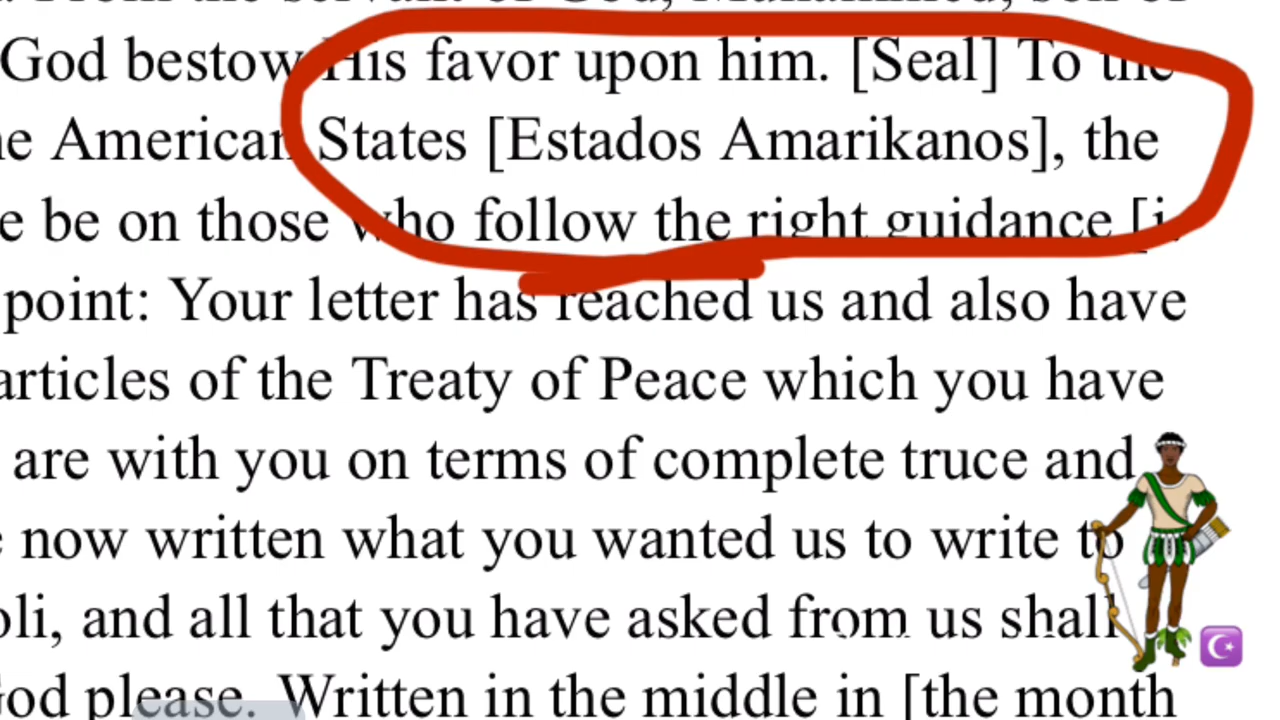 God bestow His favor upon him. [Seal] To the
American States [Estados Amarikanos], the
be on those who follow the right guidance [i.
point: Your letter has reached us and also have
articles of the Treaty of Peace which you have
are with you on terms of complete truce and
now written what you wanted us to write to
and all that you have asked from us shall
God please. Written in the middle in [the month